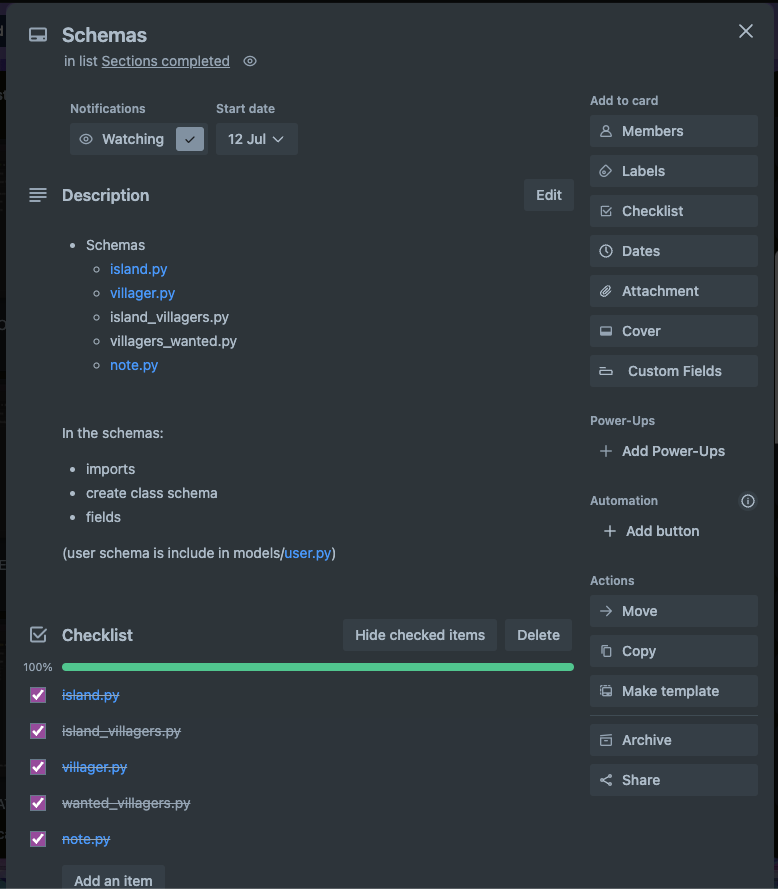 Schemas
in list Sections completed
Notifications
Start date
Watching
12 Jul
Description
Edit
Schemas
island.py
villager.py
island_villagers.py
villagers_wanted.py
note.py
In the schemas:
imports
create class schema
fields
(user schema is include in models/user.py)
Checklist
Hide checked items
Delete
100%
island.py
island_villagers.py
villager.py
wanted_villagers.py
note.py
Add an item
Add to card
Members
Labels
Checklist
Dates
Attachment
Cover
Custom Fields
Power-Ups
Add Power-Ups
Automation
Add button
Actions
Move
Copy
Make template
Archive
Share